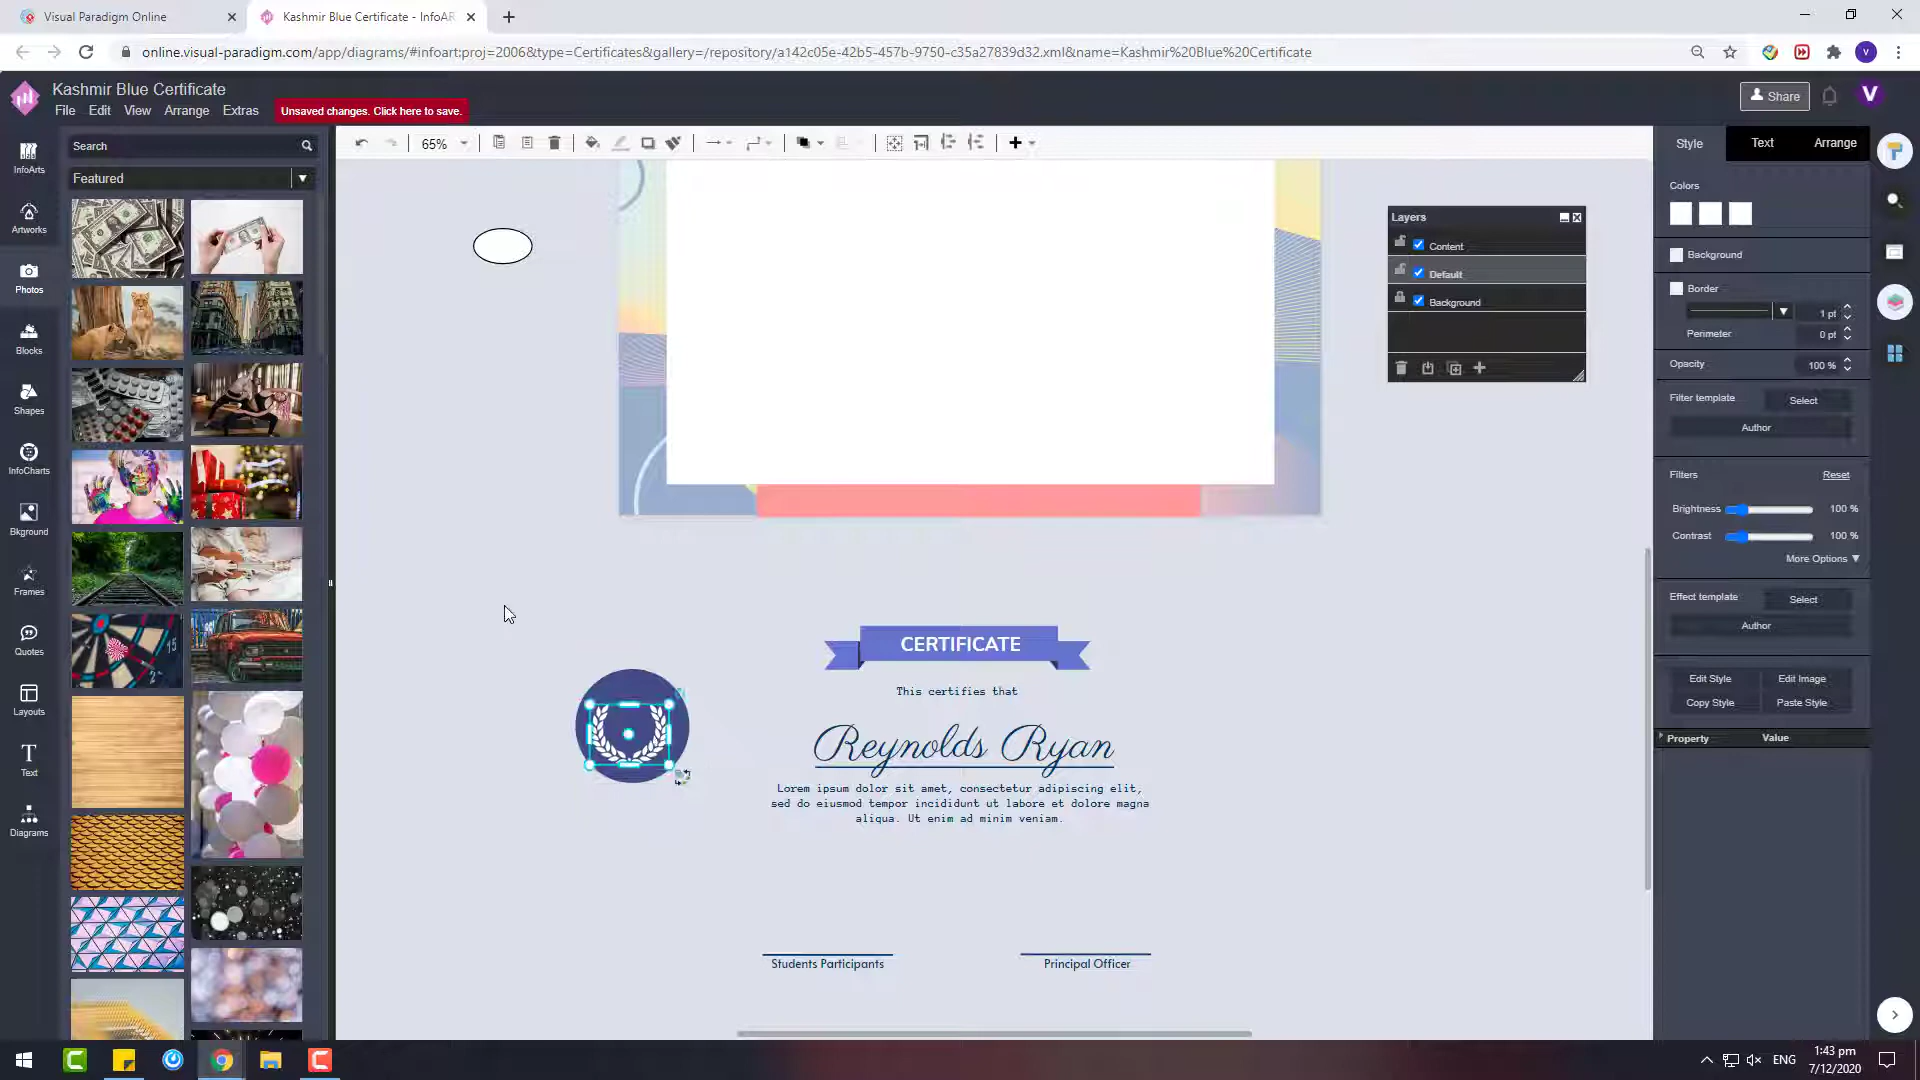 Visual Paradigm Online
Kashmir Blue Certificate - InfoAR
online.visual-paradigm.com/app/diagrams/#infoart:proj=2006&type=Certificates&gallery=/repository/a142c05e-42b5-457b-9750-c35a27839d32.xml&name=Kashmir%20Blue%20Certificate
V
Kashmir Blue Certificate
File Edit View Arrange Extras
Unsaved changes. Click here to save.
Share
V
InfoArts
Artworks
Photos
Blocks
Shapes
InfoCharts
Bkground
Frames
Quotes
Layouts
T
Text
Diagrams
Search
Featured
65%
Layers
Content
Default
Background
CERTIFICATE
This certifies that
Reynolds Ryan
Lorem ipsum dolor sit amet, consectetur adipiscing elit,
sed do eiusmod tempor incididunt ut labore et dolore magna
aliqua. Ut enim ad minim veniam.
Students Participants
Principal Officer
Style Text Arrange
Colors
Background
Border
1 pt
Perimeter 0 pt
Opacity 100 %
Filter template Select
Author
Filters Reset
Brightness 100 %
Contrast 100 %
More Options
Effect template Select
Author
Edit Style Edit Image
Copy Style Paste Style
Property Value
ENG
1:43 pm
7/12/2020